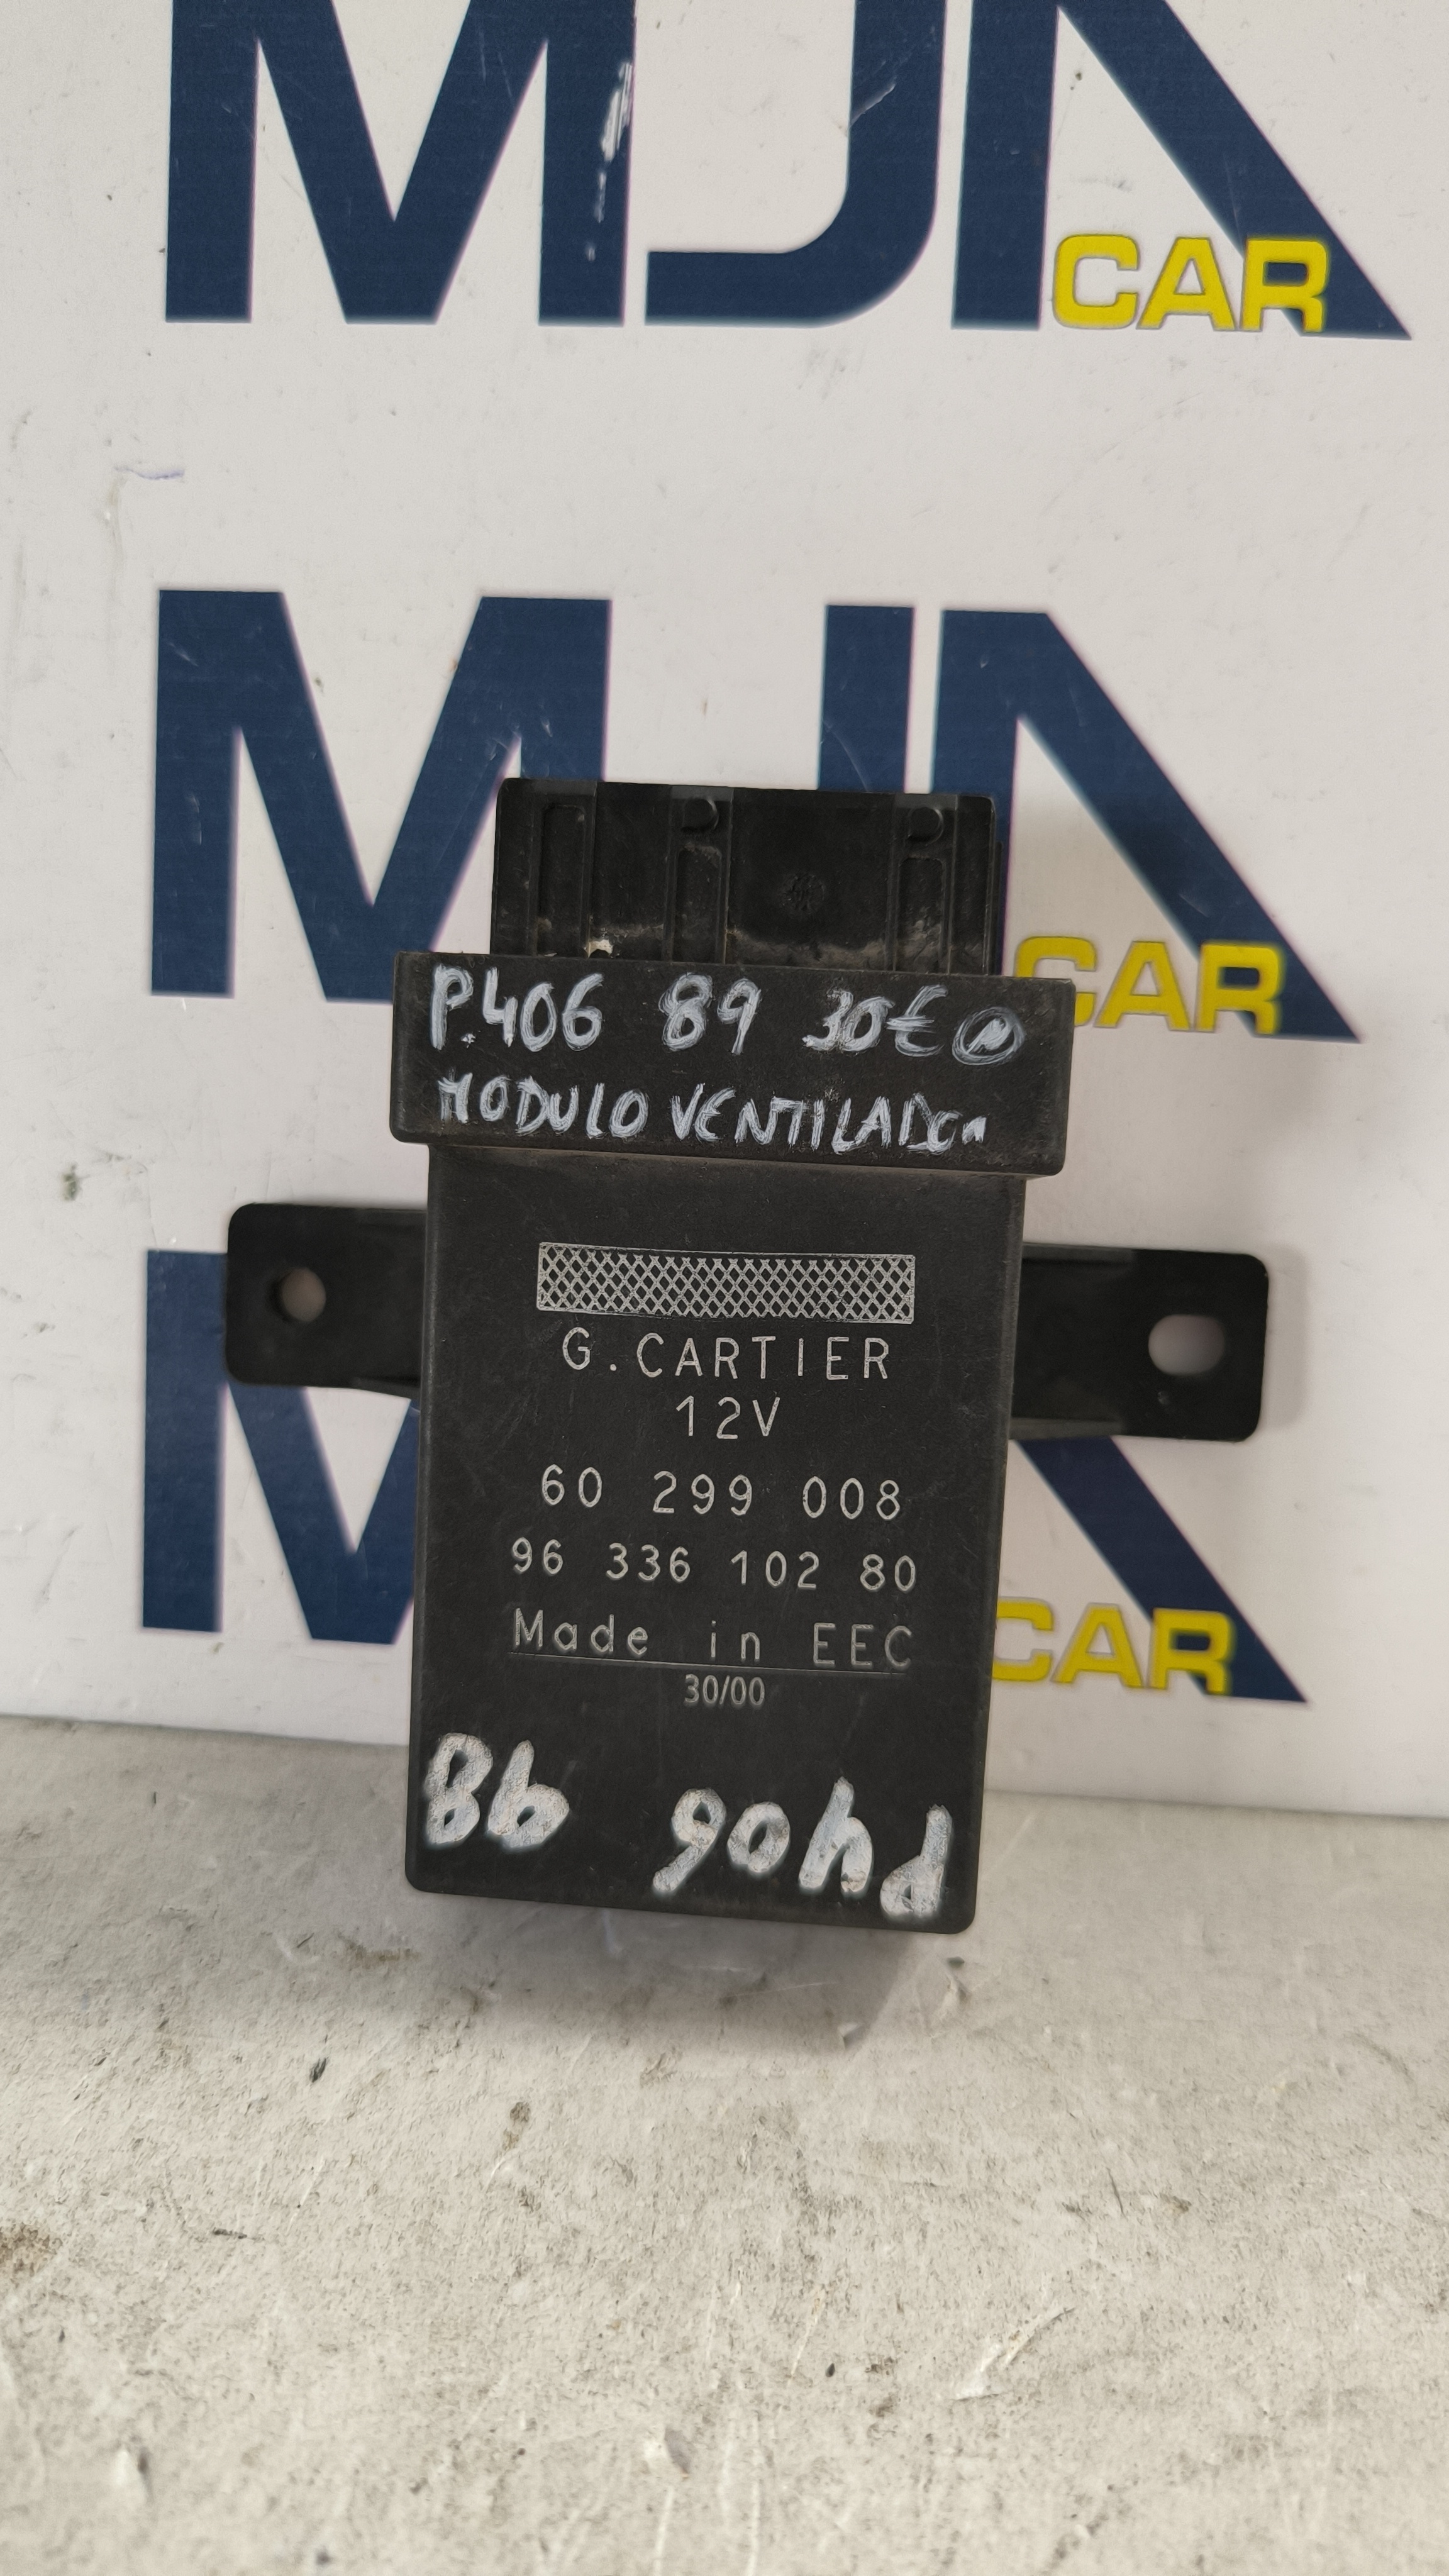 MJA CAR
MJA CAR
P.406 89 30€ N
MODULO VENTILADOR
G.CARTIER
12V
60 299 008
96 336 102 80
Made in EEC
30/00
CAR
P406 98